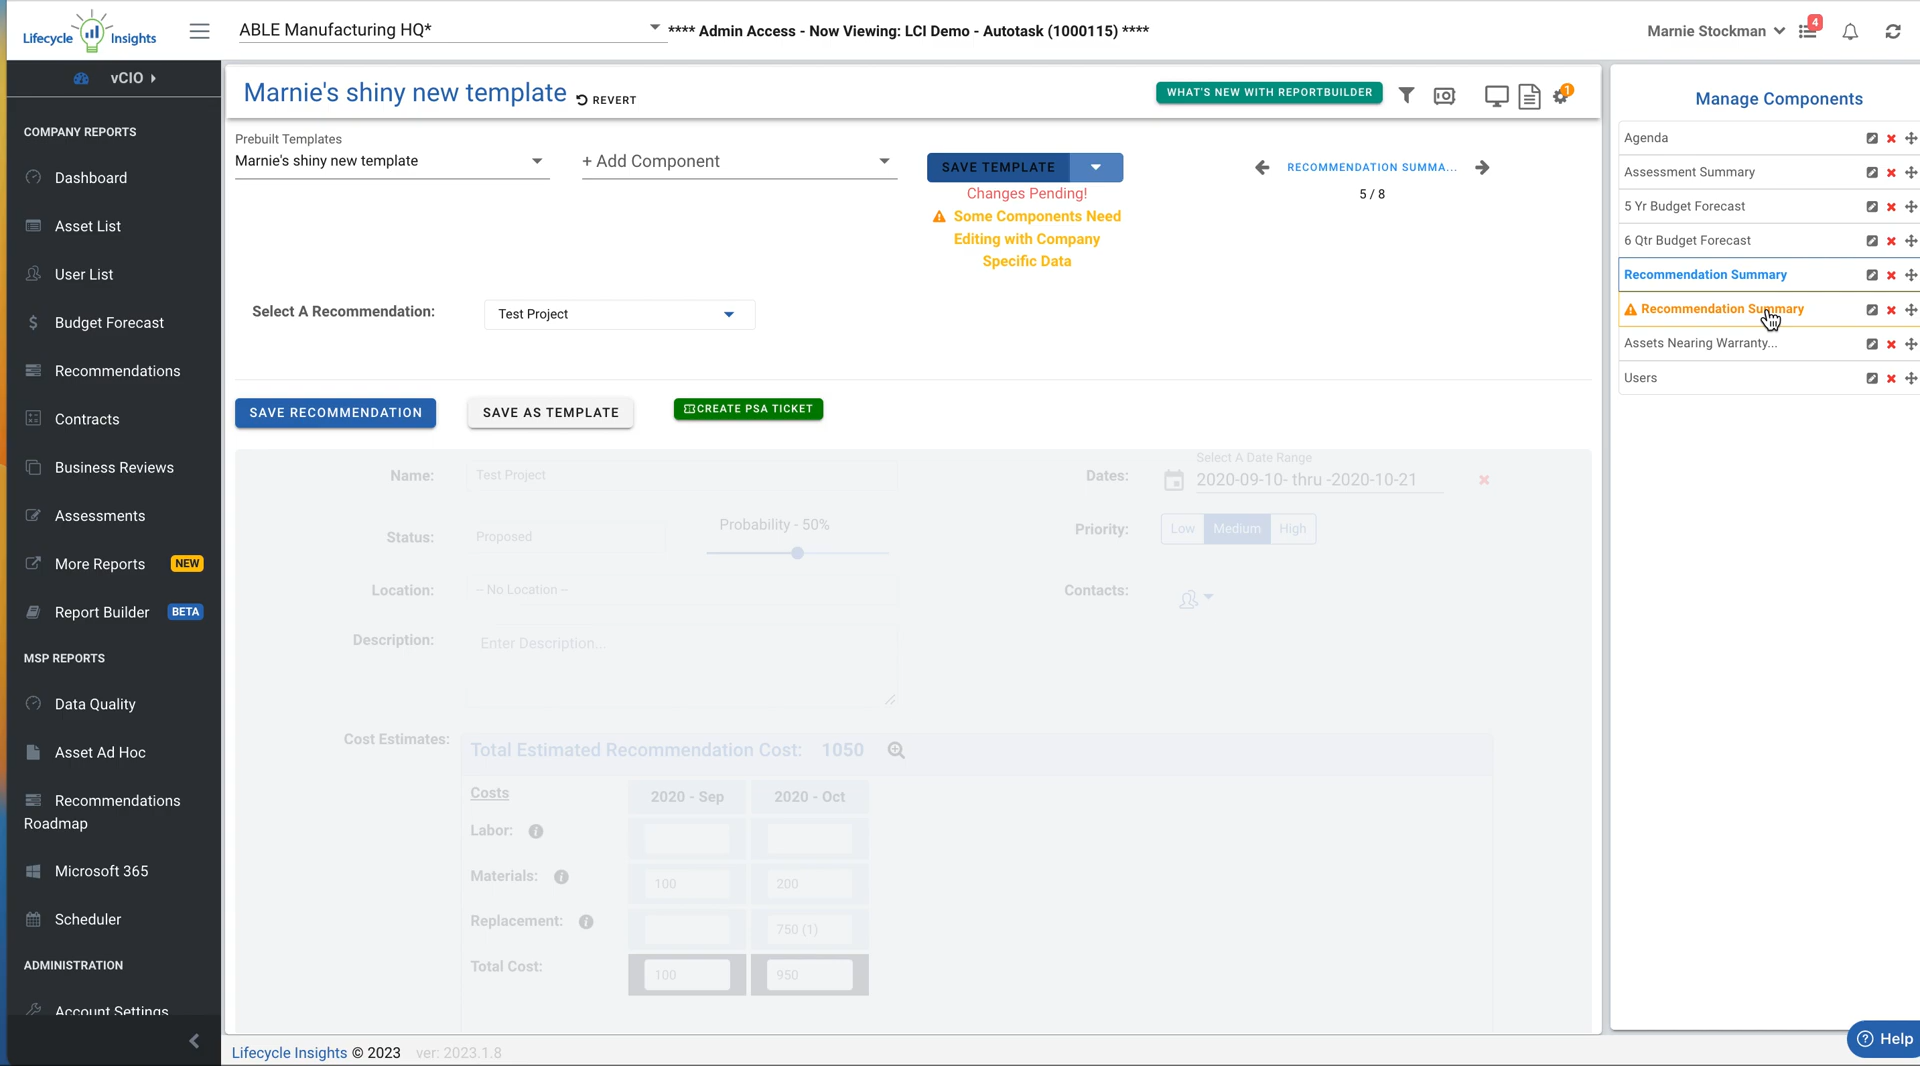 Lifecycle Insights
ABLE Manufacturing HQ*
**** Admin Access - Now Viewing: LCI Demo - Autotask (1000115) ****
Marnie Stockman
4
vCIO
COMPANY REPORTS
Dashboard
Asset List
User List
Budget Forecast
Recommendations
Contracts
Business Reviews
Assessments
More Reports NEW
Report Builder BETA
MSP REPORTS
Data Quality
Asset Ad Hoc
Recommendations
Roadmap
Microsoft 365
Scheduler
ADMINISTRATION
Account Settings
Marnie's shiny new template
REVERT
WHAT'S NEW WITH REPORTBUILDER
1
Prebuilt Templates
Marnie's shiny new template
+ Add Component
SAVE TEMPLATE
Changes Pending!
Some Components Need
Editing with Company
Specific Data
RECOMMENDATION SUMMA...
5 / 8
Select A Recommendation:
Test Project
SAVE RECOMMENDATION
SAVE AS TEMPLATE
CREATE PSA TICKET
Name:
Test Project
Dates:
Select A Date Range
2020-09-10- thru -2020-10-21
Status:
Proposed
Probability - 50%
Priority:
Low Medium High
Location:
-- No Location --
Contacts:
Description:
Enter Description...
Cost Estimates:
Total Estimated Recommendation Cost: 1050
Costs
2020 - Sep
2020 - Oct
Labor:
Materials:
100
200
Replacement:
750 (1)
Total Cost:
100
950
Manage Components
Agenda
Assessment Summary
5 Yr Budget Forecast
6 Qtr Budget Forecast
Recommendation Summary
Recommendation Summary
Assets Nearing Warranty...
Users
Help
Lifecycle Insights © 2023 ver: 2023.1.8